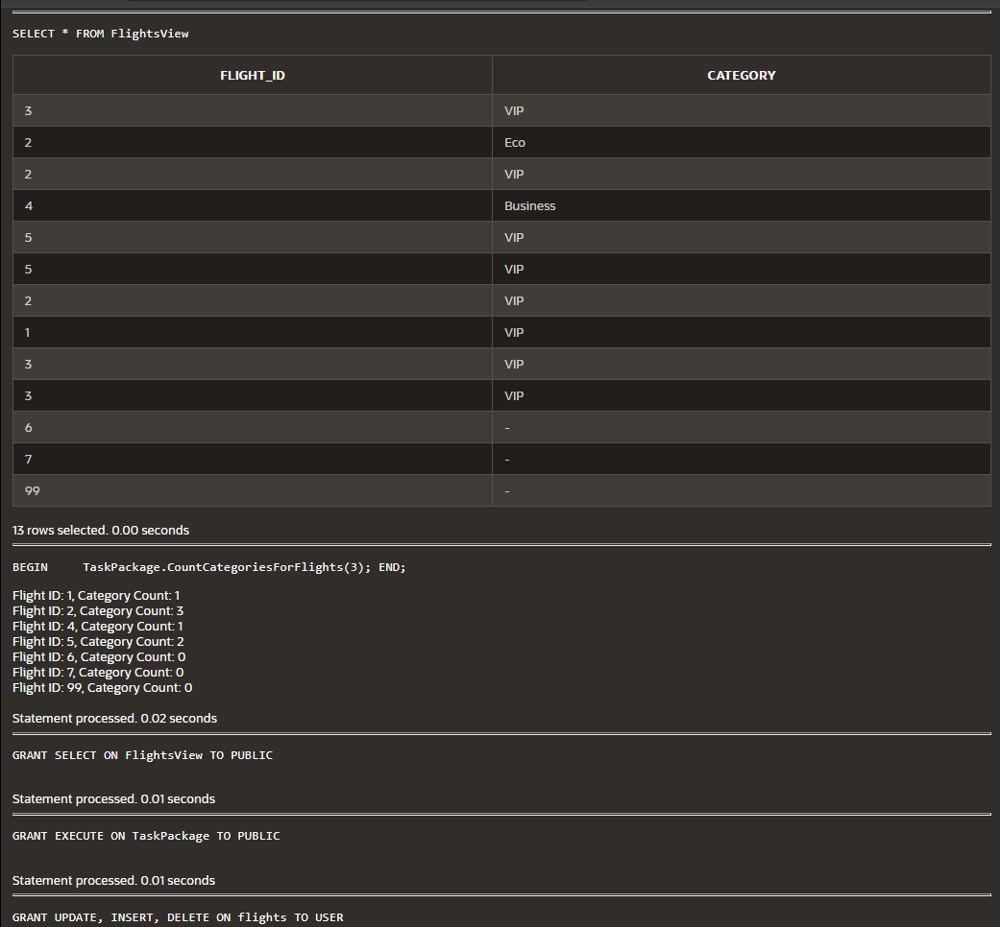 SELECT * FROM FlightsView
FLIGHT_ID CATEGORY
3 VIP
2 Eco
2 VIP
4 Business
5 VIP
5 VIP
2 VIP
1 VIP
3 VIP
3 VIP
6 -
7 -
99 -
13 rows selected. 0.00 seconds
BEGIN     TaskPackage.CountCategoriesForFlights(3); END;
Flight ID: 1, Category Count: 1
Flight ID: 2, Category Count: 3
Flight ID: 4, Category Count: 1
Flight ID: 5, Category Count: 2
Flight ID: 6, Category Count: 0
Flight ID: 7, Category Count: 0
Flight ID: 99, Category Count: 0
Statement processed. 0.02 seconds
GRANT SELECT ON FlightsView TO PUBLIC
Statement processed. 0.01 seconds
GRANT EXECUTE ON TaskPackage TO PUBLIC
Statement processed. 0.01 seconds
GRANT UPDATE, INSERT, DELETE ON flights TO USER